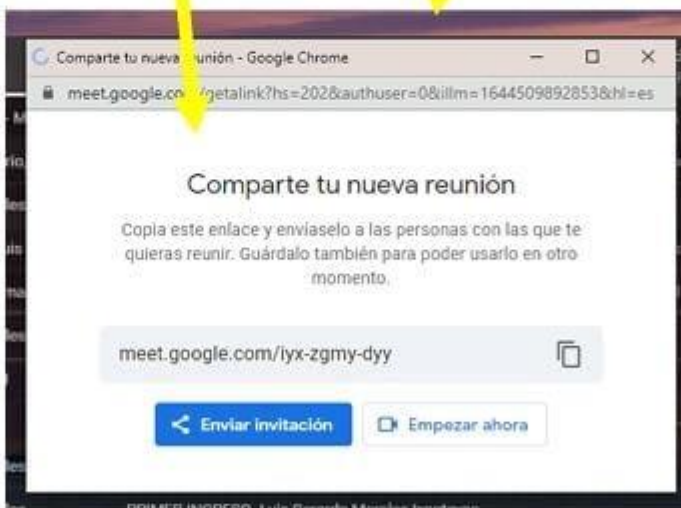 Comparte tu nueva reunión - Google Chrome
meet.google.com/getalink?hs=202&authuser=0&illm=1644509892853&hl=es
Comparte tu nueva reunión
Copia este enlace y envíaselo a las personas con las que te
quieras reunir. Guárdalo también para poder usarlo en otro
momento.
meet.google.com/iyx-zgmy-dyy
Enviar invitación
Empezar ahora